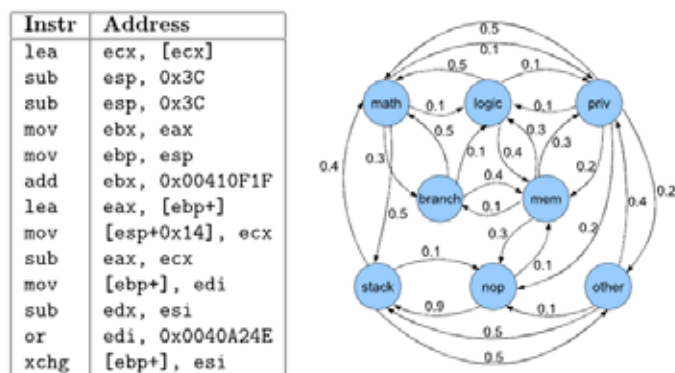 Instr Address
lea ecx, [ecx]
sub esp, 0x3C
sub esp, 0x3C
mov ebx, eax
mov ebp, esp
add ebx, 0x00410F1F
lea eax, [ebp+]
mov [esp+0x14], ecx
sub eax, ecx
mov [ebp+], edi
sub edx, esi
or edi, 0x0040A24E
xchg [ebp+], esi
0.5
0.1
0.5 0.1
math logic priv
0.1 0.1
0.5 0.3
0.3 0.1 0.4 0.3
0.4 0.4 0.2
branch mem 0.2
0.5 0.1 0.2 0.4
0.3
0.1 0.1
stack nop other
0.9 0.1
0.5
0.5